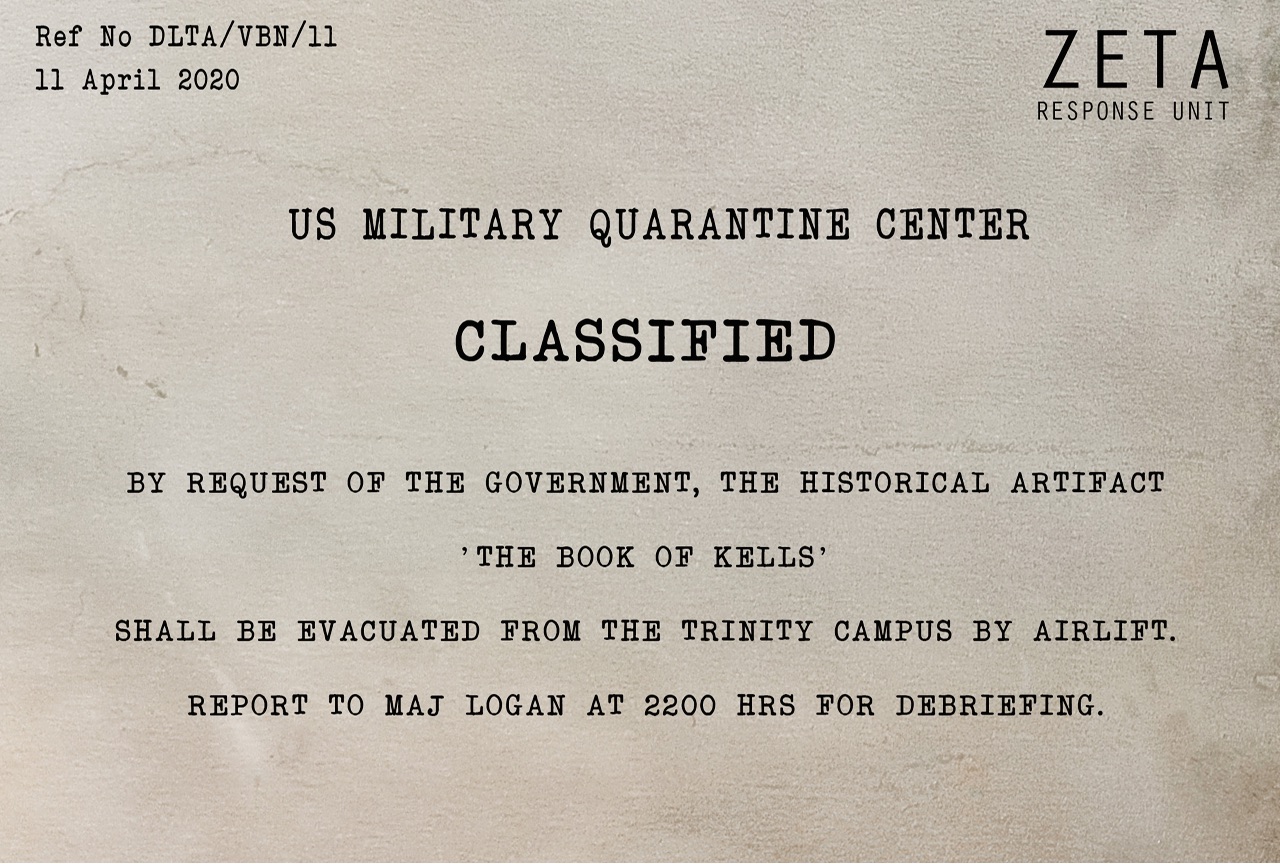 Ref No DLTA/VBN/11
11 April 2020
ZETA
RESPONSE UNIT
US MILITARY QUARANTINE CENTER
CLASSIFIED
BY REQUEST OF THE GOVERNMENT, THE HISTORICAL ARTIFACT
'THE BOOK OF KELLS'
SHALL BE EVACUATED FROM THE TRINITY CAMPUS BY AIRLIFT.
REPORT TO MAJ LOGAN AT 2200 HRS FOR DEBRIEFING.